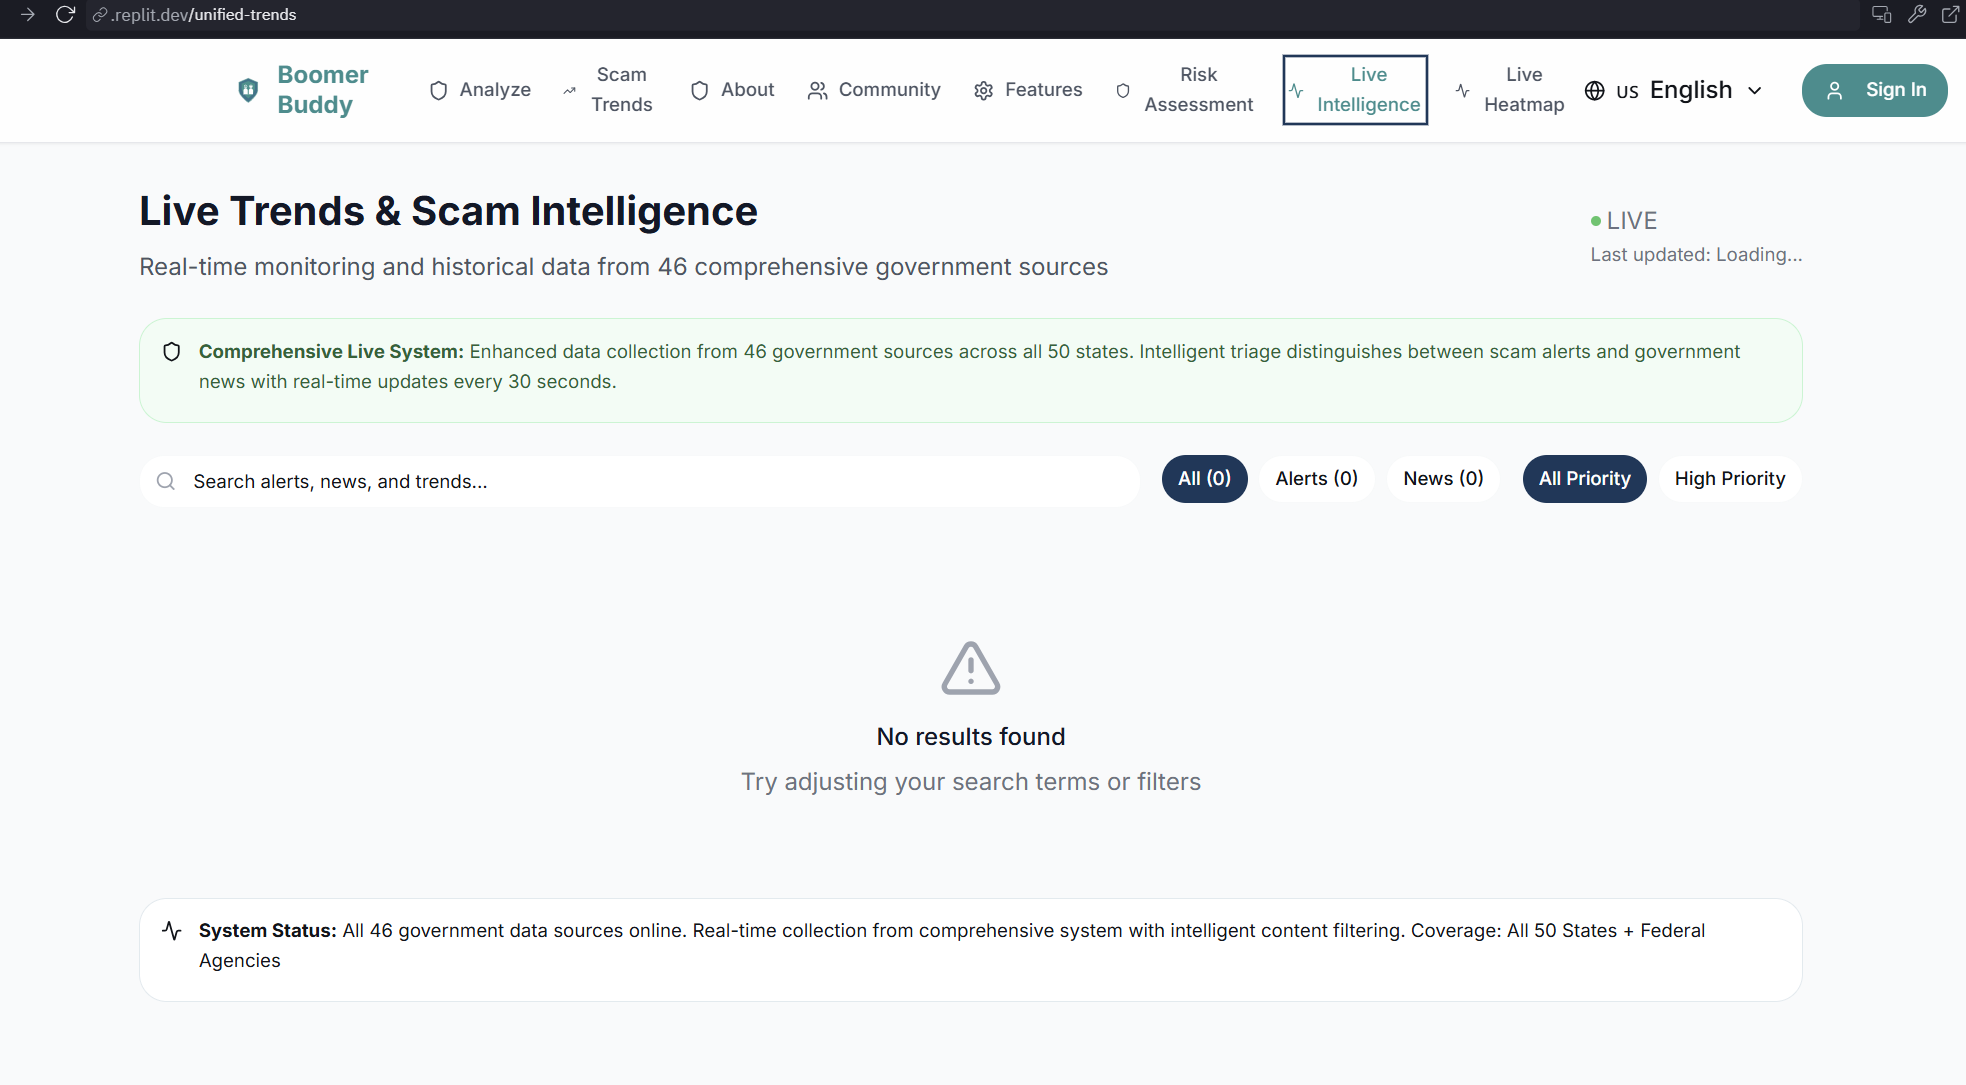 .replit.dev/unified-trends
Boomer
Buddy
Analyze
Scam
Trends
About
Community
Features
Risk
Assessment
Live
Intelligence
Live
Heatmap
US English
Sign In
Live Trends & Scam Intelligence
LIVE
Real-time monitoring and historical data from 46 comprehensive government sources
Last updated: Loading...
Comprehensive Live System: Enhanced data collection from 46 government sources across all 50 states. Intelligent triage distinguishes between scam alerts and government
news with real-time updates every 30 seconds.
Search alerts, news, and trends...
All (0)
Alerts (0)
News (0)
All Priority
High Priority
No results found
Try adjusting your search terms or filters
System Status: All 46 government data sources online. Real-time collection from comprehensive system with intelligent content filtering. Coverage: All 50 States + Federal
Agencies